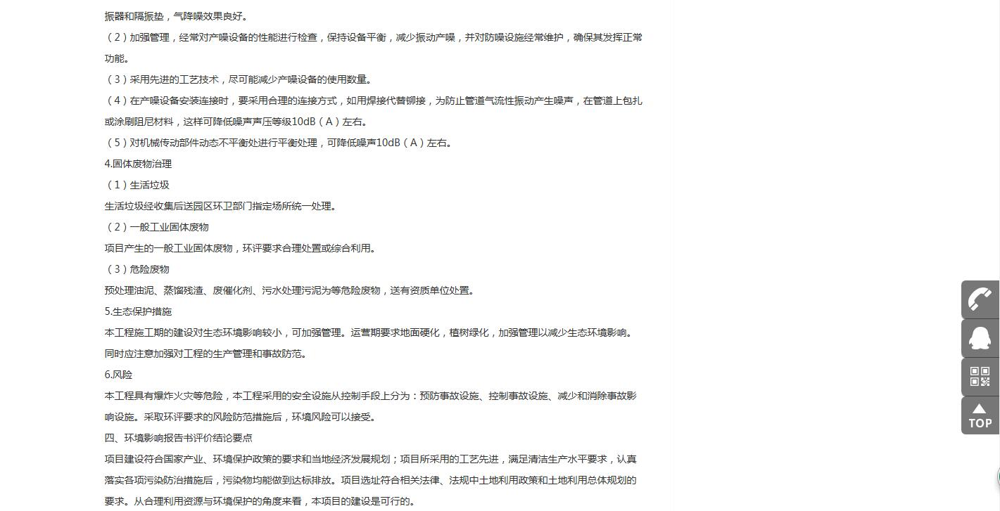 振器和隔振垫，气降噪效果良好。
（2）加强管理，经常对产噪设备的性能进行检查，保持设备平衡，减少振动产噪，并对防噪设施经常维护，确保其发挥正常
功能。
（3）采用先进的工艺技术，尽可能减少产噪设备的使用数量。
（4）在产噪设备安装连接时，要采用合理的连接方式，如用焊接代替铆接，为防止管道气流性振动产生噪声，在管道上包扎
或涂刷阻尼材料，这样可降低噪声声压等级10dB（A）左右。
（5）对机械传动部件动态不平衡处进行平衡处理，可降低噪声10dB（A）左右。
4.固体废物治理
（1）生活垃圾
生活垃圾经收集后送园区环卫部门指定场所统一处理。
（2）一般工业固体废物
项目产生的一般工业固体废物，环评要求合理处置或综合利用。
（3）危险废物
预处理油泥、蒸馏残渣、废催化剂、污水处理污泥为等危险废物，送有资质单位处置。
5.生态保护措施
本工程施工期的建设对生态环境影响较小，可加强管理。运营期要求地面硬化，植树绿化，加强管理以减少生态环境影响。
同时应注意加强对工程的生产管理和事故防范。
6.风险
本工程具有爆炸火灾等危险，本工程采用的安全设施从控制手段上分为：预防事故设施、控制事故设施、减少和消除事故影
响设施。采取环评要求的风险防范措施后，环境风险可以接受。
四、环境影响报告书评价结论要点
项目建设符合国家产业、环境保护政策的要求和当地经济发展规划；项目所采用的工艺先进，满足清洁生产水平要求，认真
落实各项污染防治措施后，污染物均能做到达标排放。项目选址符合相关法律、法规中土地利用政策和土地利用总体规划的
要求。从合理利用资源与环境保护的角度来看，本项目的建设是可行的。
TOP